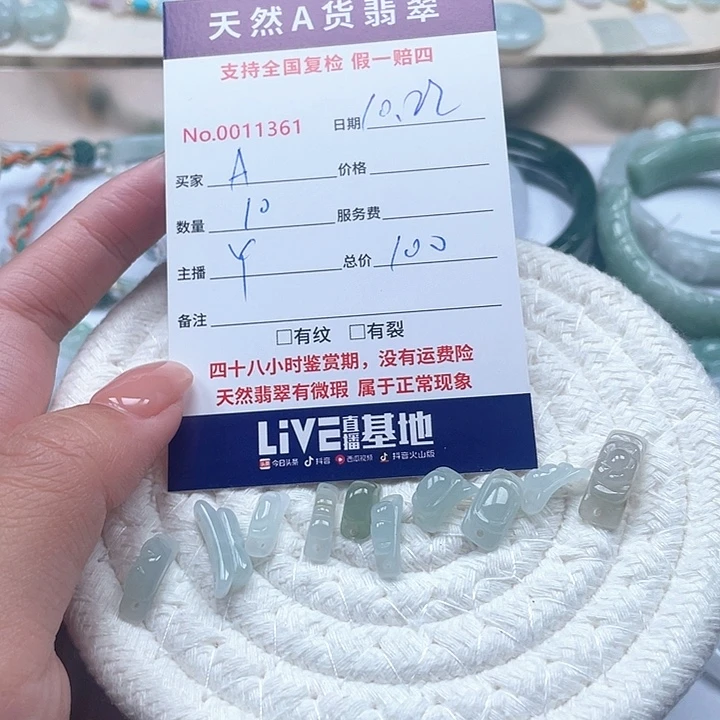 天然A货翡翠
支持全国复检 假一赔四
No.0011361 日期 10.22
买家 A 价格
数量 10 服务费
主播 Y 总价 100
备注
□有纹 □有裂
四十八小时鉴赏期，没有运费险
天然翡翠有微瑕 属于正常现象
LIVE直播基地
头条 今日头条 抖音 西瓜视频 抖音火山版